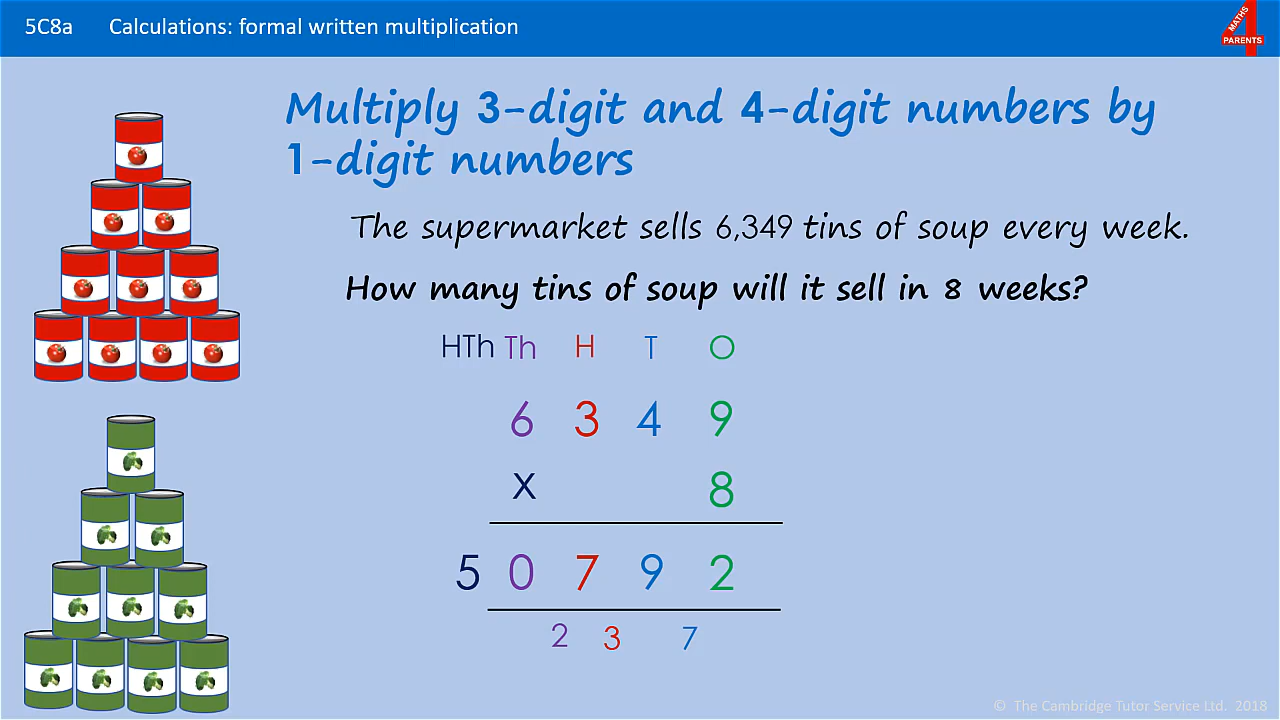 5C8a Calculations: formal written multiplication
MATHS
4
PARENTS
Multiply 3-digit and 4-digit numbers by
1-digit numbers
The supermarket sells 6,349 tins of soup every week.
How many tins of soup will it sell in 8 weeks?
HTh Th H T O
6 3 4 9
x 8
5 0 7 9 2
2 3 7
© The Cambridge Tutor Service Ltd. 2018